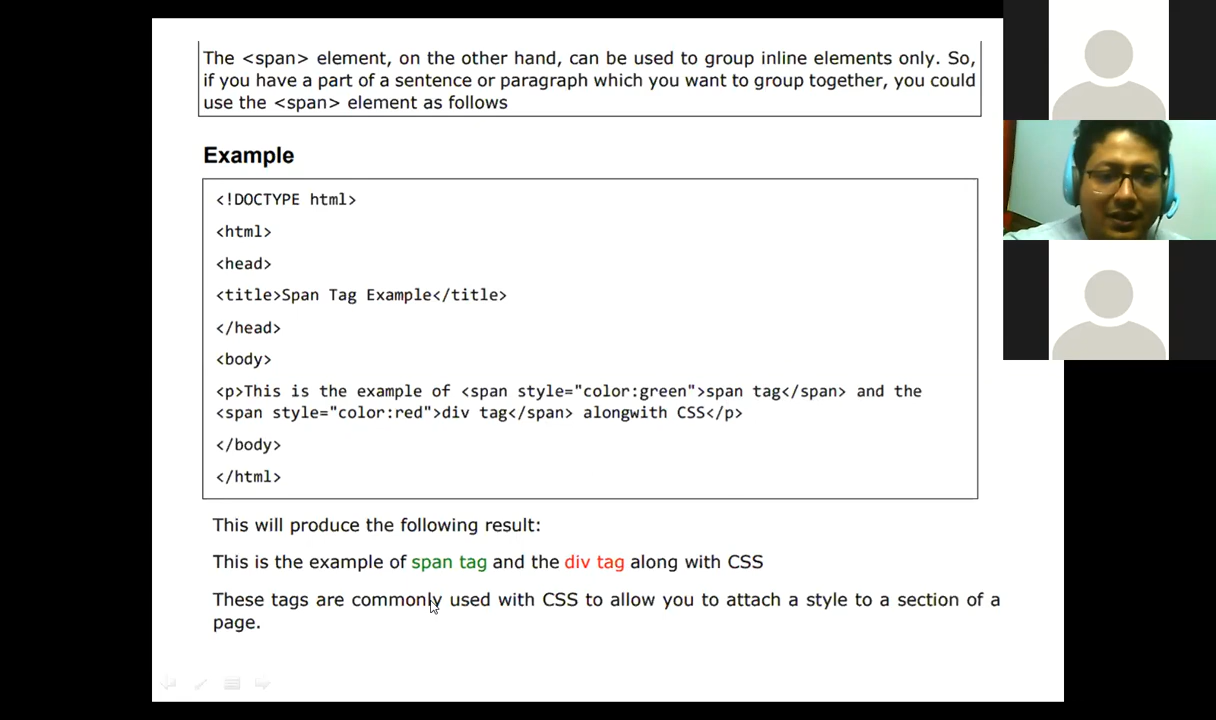 The <span> element, on the other hand, can be used to group inline elements only. So,
if you have a part of a sentence or paragraph which you want to group together, you could
use the <span> element as follows
Example
<!DOCTYPE html>
<html>
<head>
<title>Span Tag Example</title>
</head>
<body>
<p>This is the example of <span style="color:green">span tag</span> and the
<span style="color:red">div tag</span> alongwith CSS</p>
</body>
</html>
This will produce the following result:
This is the example of span tag and the div tag along with CSS
These tags are commonly used with CSS to allow you to attach a style to a section of a
page.